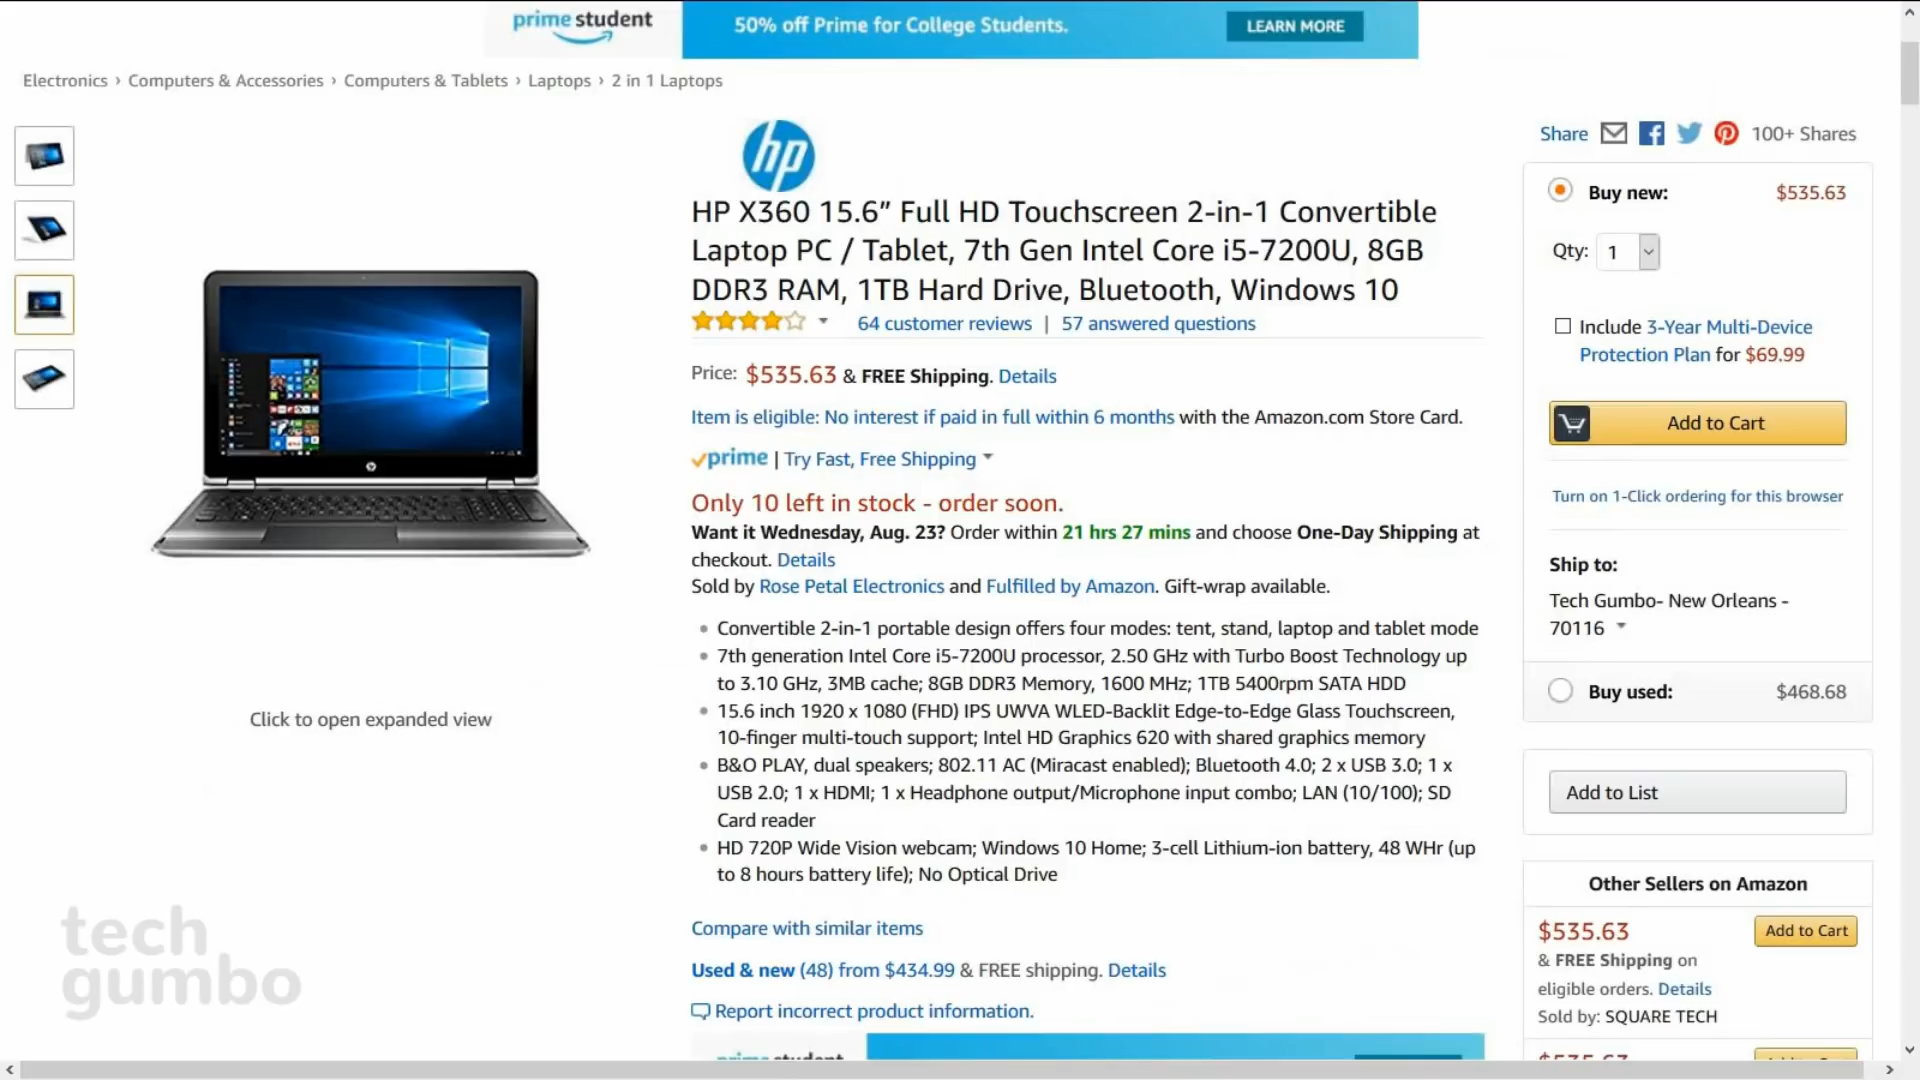 prime student
50% off Prime for College Students.
LEARN MORE
Electronics › Computers & Accessories › Computers & Tablets › Laptops › 2 in 1 Laptops
hp
HP X360 15.6” Full HD Touchscreen 2-in-1 Convertible
Laptop PC / Tablet, 7th Gen Intel Core i5-7200U, 8GB
DDR3 RAM, 1TB Hard Drive, Bluetooth, Windows 10
64 customer reviews | 57 answered questions
Price: $535.63 & FREE Shipping. Details
Item is eligible: No interest if paid in full within 6 months with the Amazon.com Store Card.
prime | Try Fast, Free Shipping
Only 10 left in stock - order soon.
Want it Wednesday, Aug. 23? Order within 21 hrs 27 mins and choose One-Day Shipping at
checkout. Details
Sold by Rose Petal Electronics and Fulfilled by Amazon. Gift-wrap available.
• Convertible 2-in-1 portable design offers four modes: tent, stand, laptop and tablet mode
• 7th generation Intel Core i5-7200U processor, 2.50 GHz with Turbo Boost Technology up
to 3.10 GHz, 3MB cache; 8GB DDR3 Memory, 1600 MHz; 1TB 5400rpm SATA HDD
• 15.6 inch 1920 x 1080 (FHD) IPS UWVA WLED-Backlit Edge-to-Edge Glass Touchscreen,
10-finger multi-touch support; Intel HD Graphics 620 with shared graphics memory
• B&O PLAY, dual speakers; 802.11 AC (Miracast enabled); Bluetooth 4.0; 2 x USB 3.0; 1 x
USB 2.0; 1 x HDMI; 1 x Headphone output/Microphone input combo; LAN (10/100); SD
Card reader
• HD 720P Wide Vision webcam; Windows 10 Home; 3-cell Lithium-ion battery, 48 WHr (up
to 8 hours battery life); No Optical Drive
Compare with similar items
Used & new (48) from $434.99 & FREE shipping. Details
Report incorrect product information.
prime student
Click to open expanded view
tech
gumbo
Share
100+ Shares
Buy new: $535.63
Qty: 1
Include 3-Year Multi-Device
Protection Plan for $69.99
Add to Cart
Turn on 1-Click ordering for this browser
Ship to:
Tech Gumbo- New Orleans -
70116
Buy used: $468.68
Add to List
Other Sellers on Amazon
$535.63 Add to Cart
& FREE Shipping on
eligible orders. Details
Sold by: SQUARE TECH
$535.63